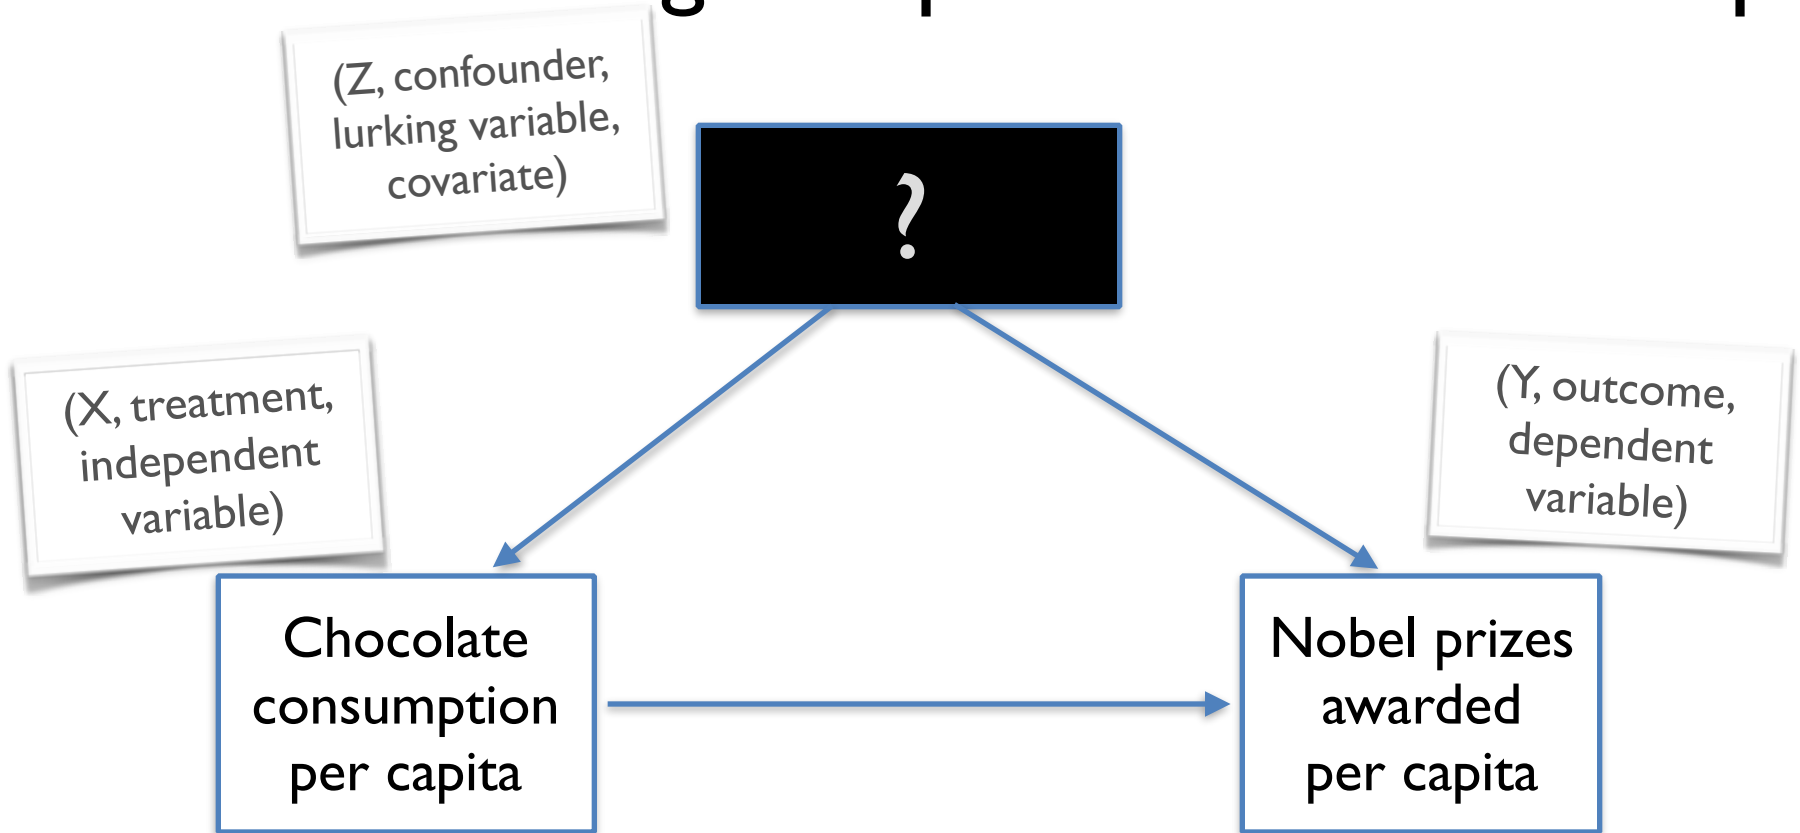 (Z, confounder,
lurking variable,
covariate)
?
(X, treatment,
independent
variable)
(Y, outcome,
dependent
variable)
Chocolate
consumption
per capita
Nobel prizes
awarded
per capita